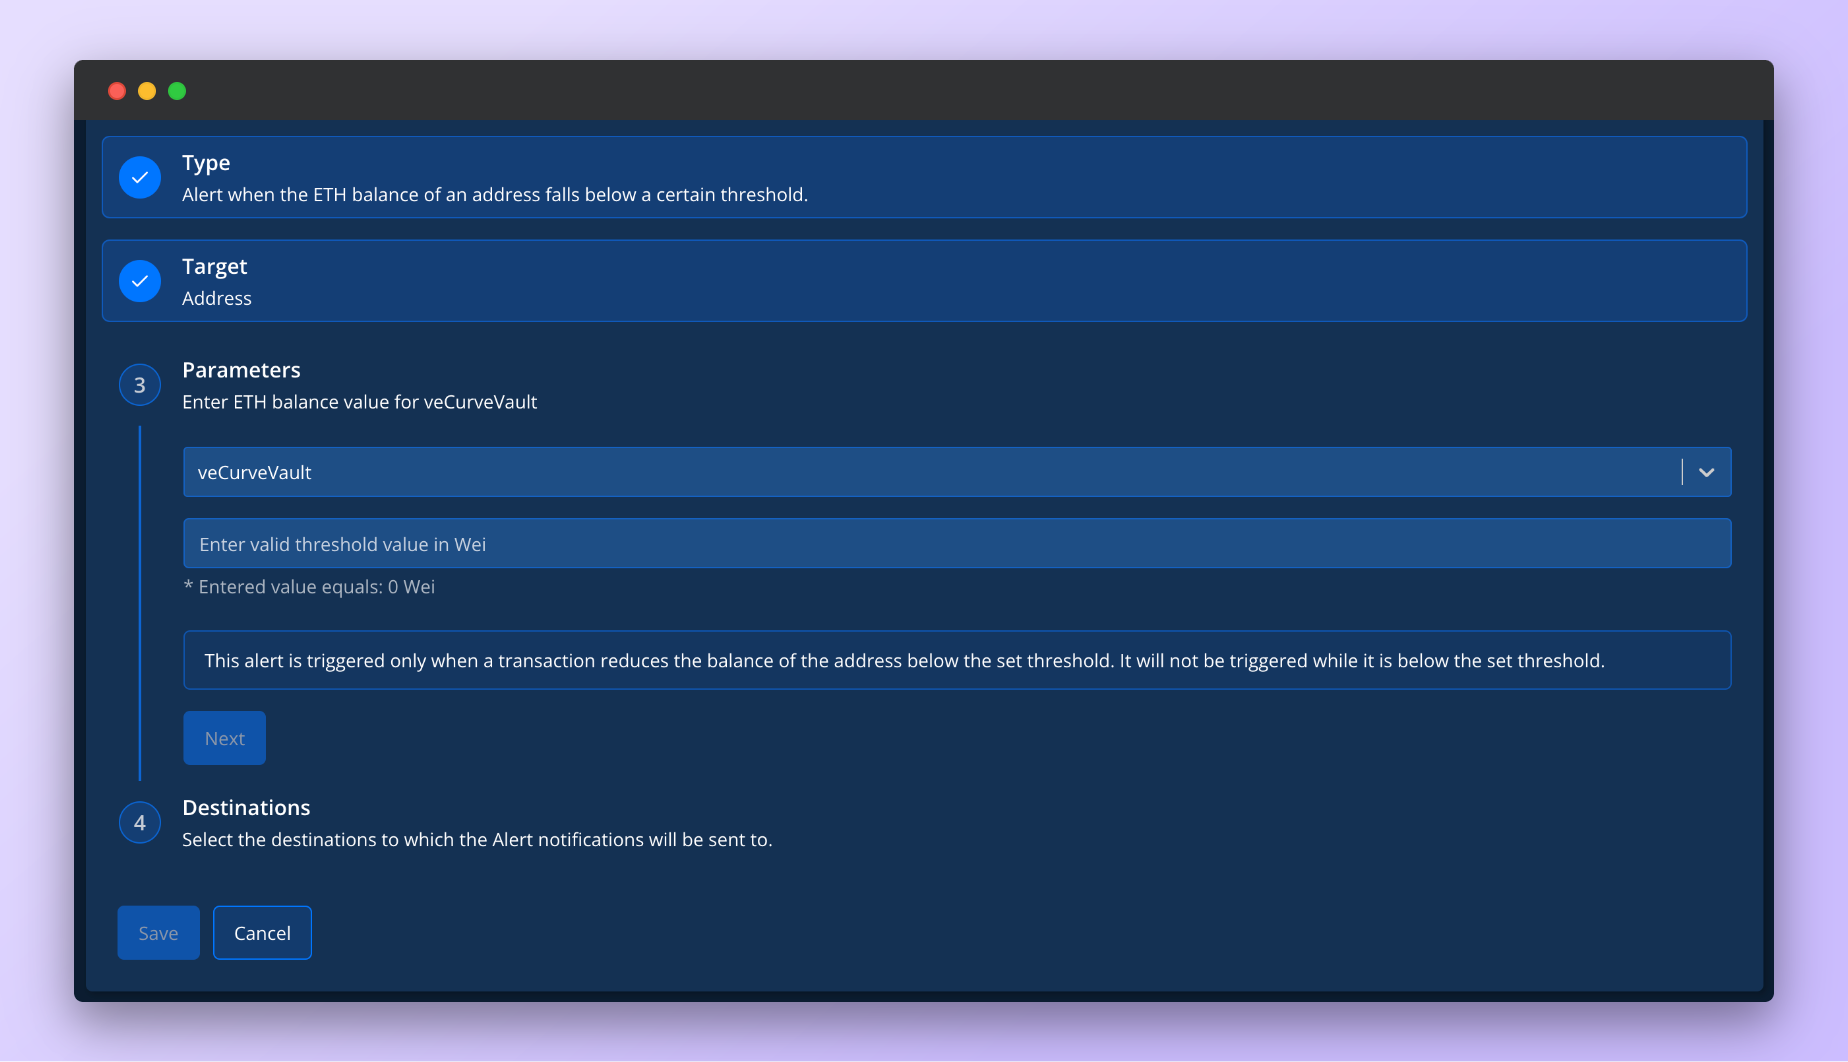 Type
Alert when the ETH balance of an address falls below a certain threshold.
Target
Address
3
Parameters
Enter ETH balance value for veCurveVault
veCurveVault
Enter valid threshold value in Wei
* Entered value equals: 0 Wei
This alert is triggered only when a transaction reduces the balance of the address below the set threshold. It will not be triggered while it is below the set threshold.
Next
4
Destinations
Select the destinations to which the Alert notifications will be sent to.
Save
Cancel